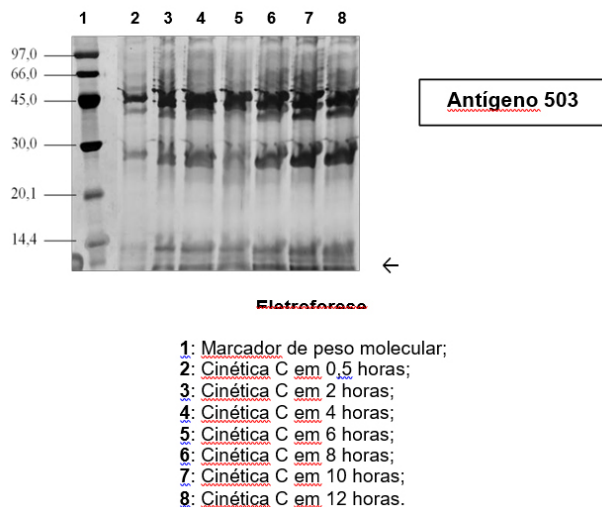 1 2 3 4 5 6 7 8
97,0
66,0
45,0
30,0
20,1
14,4
Antígeno 503
←
Eletroforese
1: Marcador de peso molecular;
2: Cinética C em 0,5 horas;
3: Cinética C em 2 horas;
4: Cinética C em 4 horas;
5: Cinética C em 6 horas;
6: Cinética C em 8 horas;
7: Cinética C em 10 horas;
8: Cinética C em 12 horas.